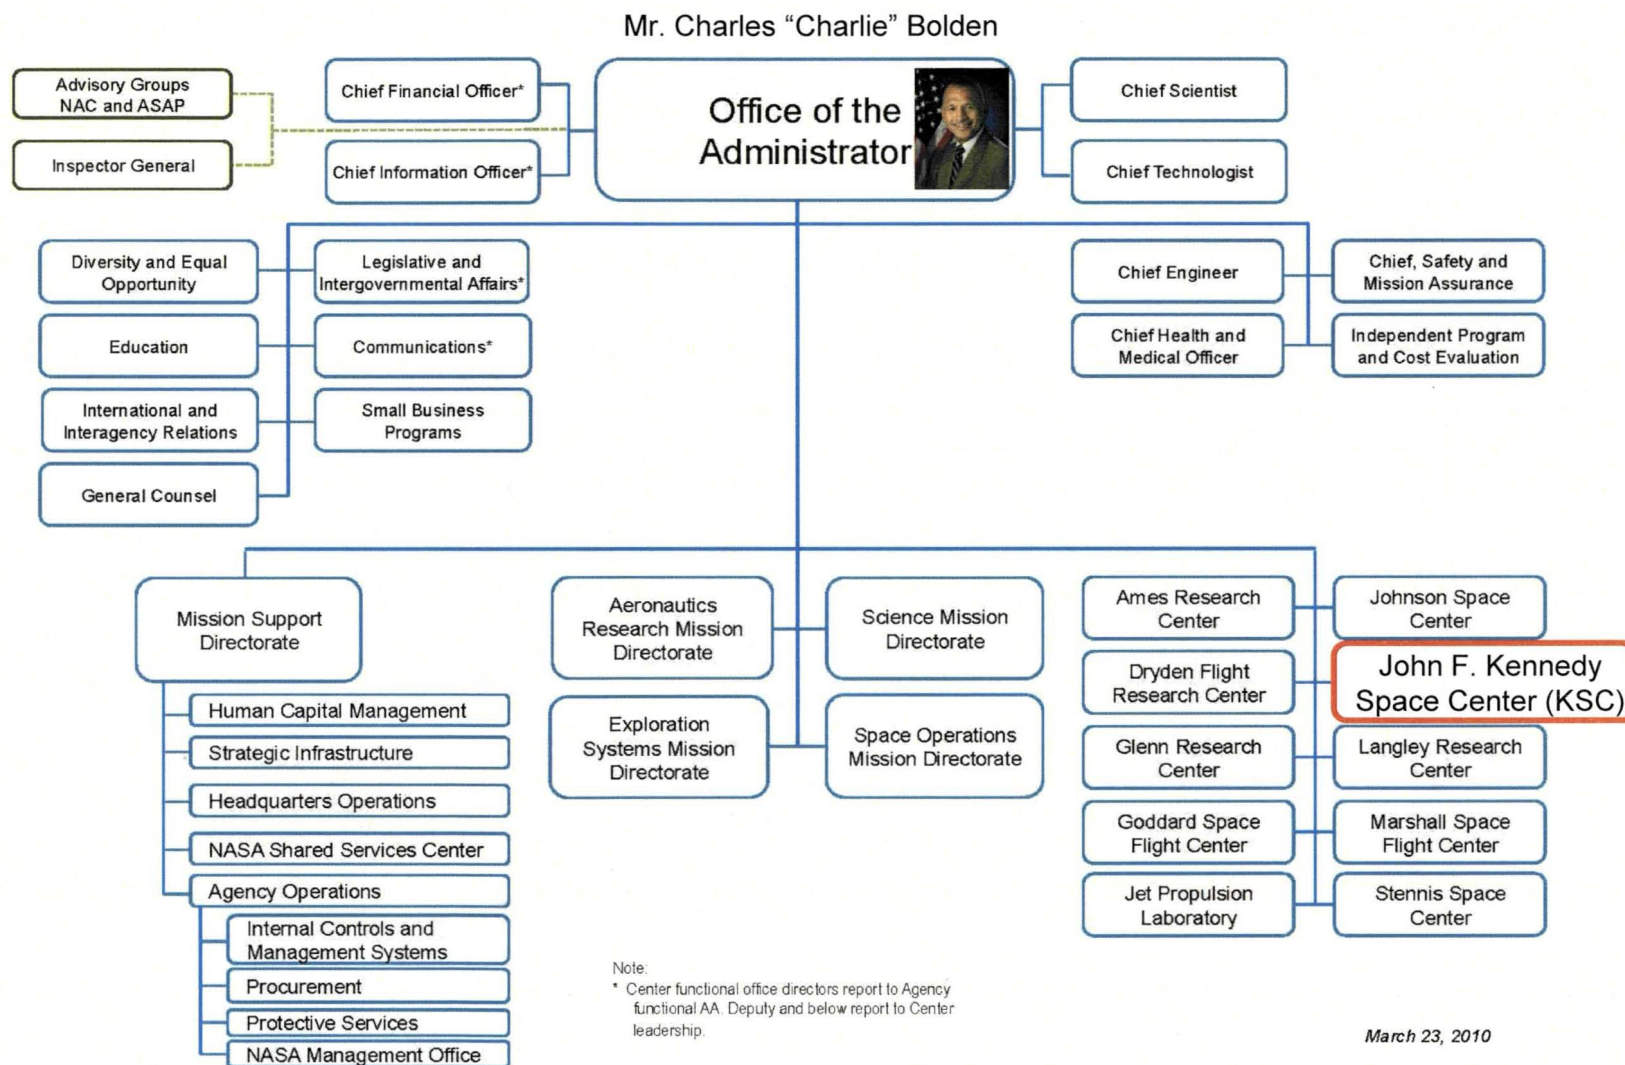 Mr. Charles “Charlie” Bolden
Advisory Groups
NAC and ASAP
Inspector General
Chief Financial Officer*
Chief Information Officer*
Office of the
Administrator
Chief Scientist
Chief Technologist
Diversity and Equal
Opportunity
Legislative and
Intergovernmental Affairs*
Education
Communications*
International and
Interagency Relations
Small Business
Programs
General Counsel
Chief Engineer
Chief, Safety and
Mission Assurance
Chief Health and
Medical Officer
Independent Program
and Cost Evaluation
Mission Support
Directorate
Human Capital Management
Strategic Infrastructure
Headquarters Operations
NASA Shared Services Center
Agency Operations
Internal Controls and
Management Systems
Procurement
Protective Services
NASA Management Office
Aeronautics
Research Mission
Directorate
Science Mission
Directorate
Exploration
Systems Mission
Directorate
Space Operations
Mission Directorate
Ames Research
Center
Johnson Space
Center
Dryden Flight
Research Center
John F. Kennedy
Space Center (KSC)
Glenn Research
Center
Langley Research
Center
Goddard Space
Flight Center
Marshall Space
Flight Center
Jet Propulsion
Laboratory
Stennis Space
Center
Note:
* Center functional office directors report to Agency
functional AA. Deputy and below report to Center
leadership.
March 23, 2010